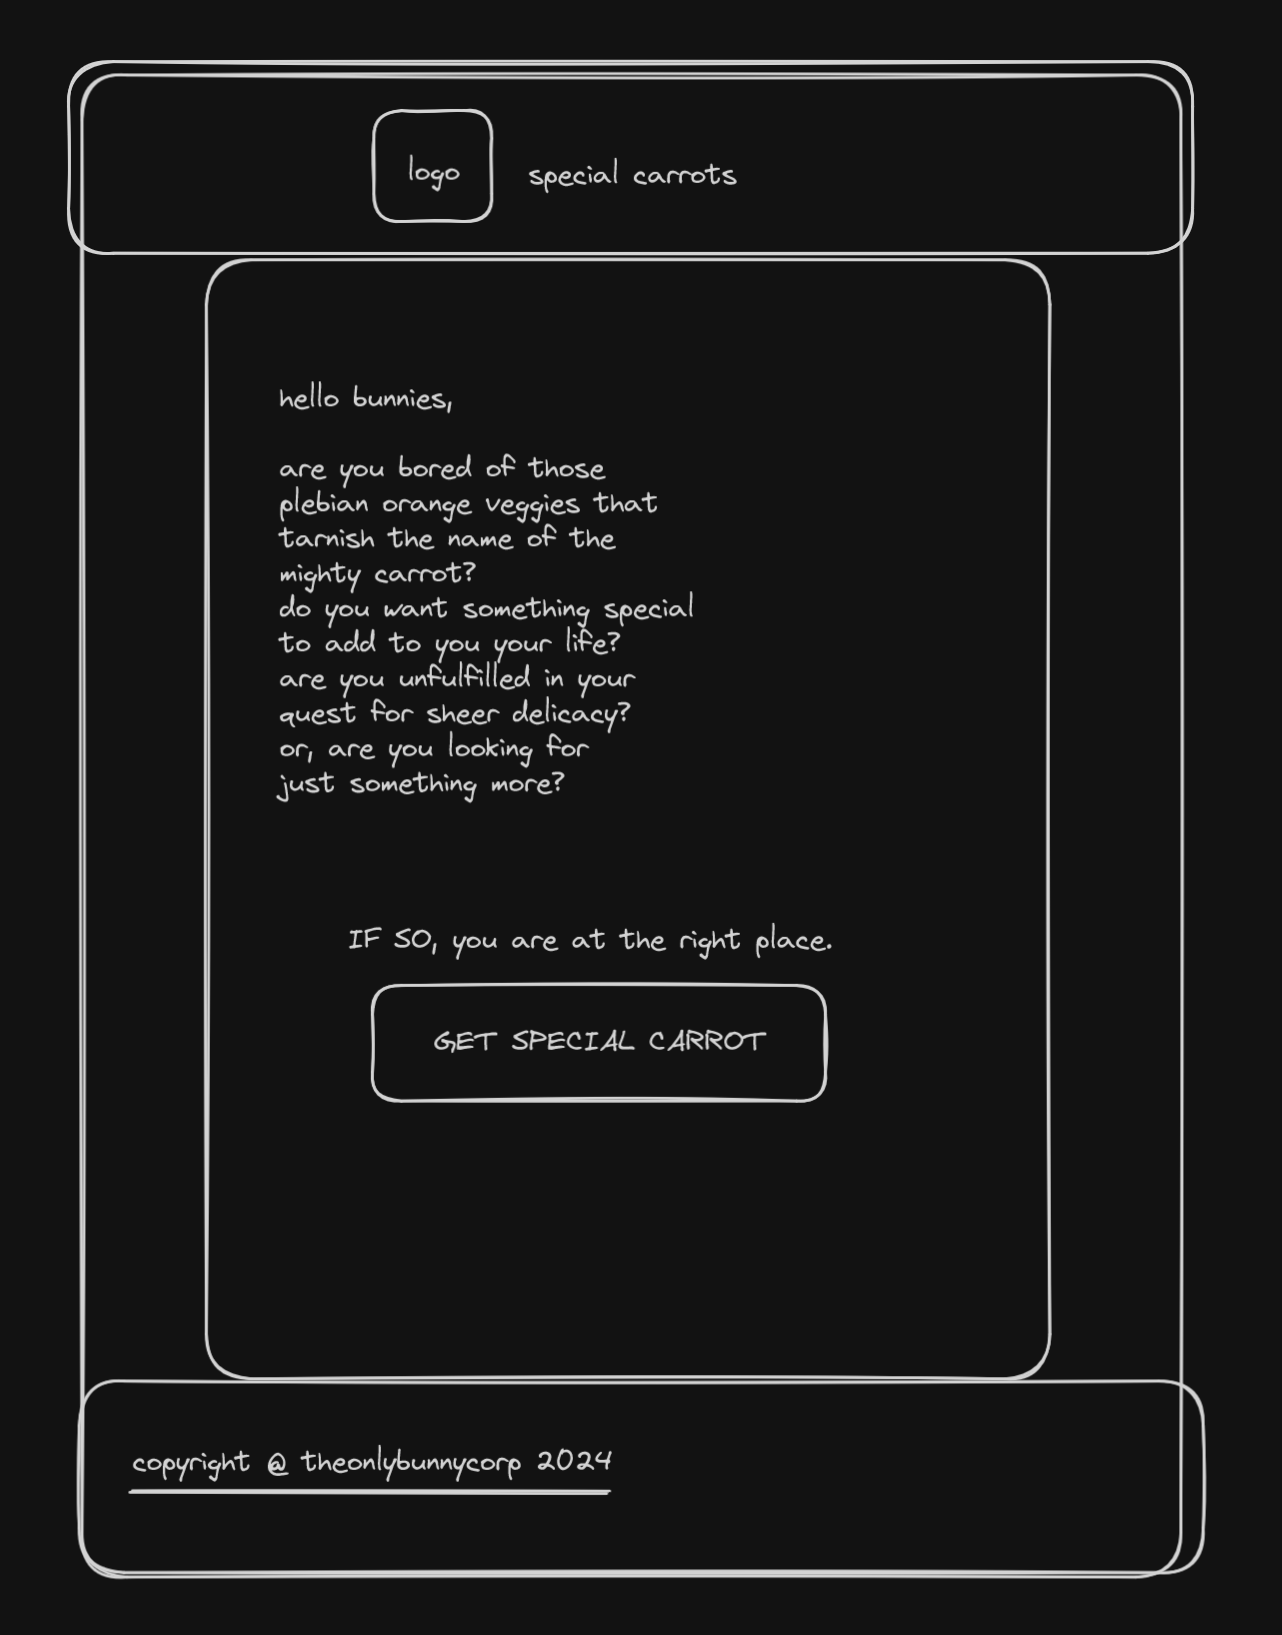 logo
special carrots
hello bunnies,
are you bored of those
plebian orange veggies that
tarnish the name of the
mighty carrot?
do you want something special
to add to you your life?
are you unfulfilled in your
quest for sheer delicacy?
or, are you looking for
just something more?
IF SO, you are at the right place.
GET SPECIAL CARROT
copyright @ theonlybunnycorp 2024